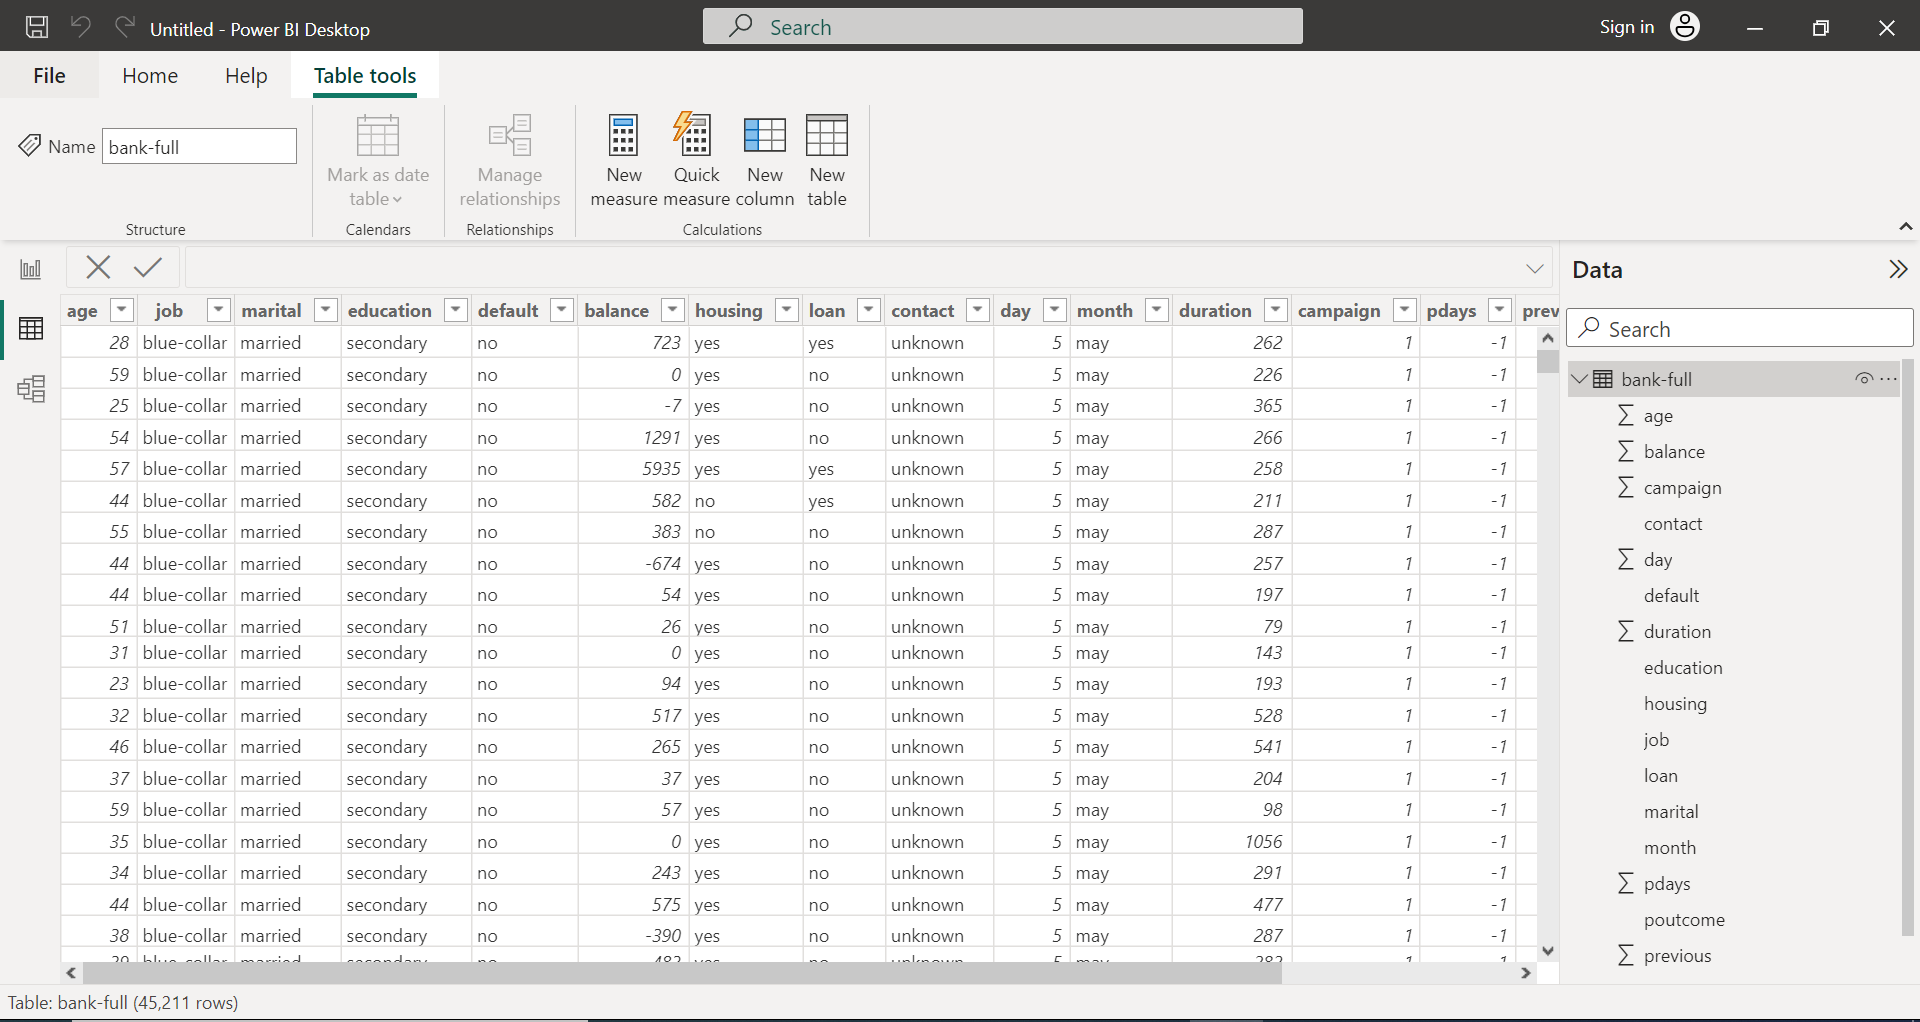 Untitled - Power BI Desktop
Search
Sign in
File
Home
Help
Table tools
Name
bank-full
Mark as date
table
Manage
relationships
New
measure
Quick
measure
New
column
New
table
Structure
Calendars
Relationships
Calculations
age job marital education default balance housing loan contact day month duration campaign pdays prev
28 blue-collar married secondary no 723 yes yes unknown 5 may 262 1 -1
59 blue-collar married secondary no 0 yes no unknown 5 may 226 1 -1
25 blue-collar married secondary no -7 yes no unknown 5 may 365 1 -1
54 blue-collar married secondary no 1291 yes no unknown 5 may 266 1 -1
57 blue-collar married secondary no 5935 yes yes unknown 5 may 258 1 -1
44 blue-collar married secondary no 582 no yes unknown 5 may 211 1 -1
55 blue-collar married secondary no 383 no no unknown 5 may 287 1 -1
44 blue-collar married secondary no -674 yes no unknown 5 may 257 1 -1
44 blue-collar married secondary no 54 yes no unknown 5 may 197 1 -1
51 blue-collar married secondary no 26 yes no unknown 5 may 79 1 -1
31 blue-collar married secondary no 0 yes no unknown 5 may 143 1 -1
23 blue-collar married secondary no 94 yes no unknown 5 may 193 1 -1
32 blue-collar married secondary no 517 yes no unknown 5 may 528 1 -1
46 blue-collar married secondary no 265 yes no unknown 5 may 541 1 -1
37 blue-collar married secondary no 37 yes no unknown 5 may 204 1 -1
59 blue-collar married secondary no 57 yes no unknown 5 may 98 1 -1
35 blue-collar married secondary no 0 yes no unknown 5 may 1056 1 -1
34 blue-collar married secondary no 243 yes no unknown 5 may 291 1 -1
44 blue-collar married secondary no 575 yes no unknown 5 may 477 1 -1
38 blue-collar married secondary no -390 yes no unknown 5 may 287 1 -1
Data
Search
bank-full
age
balance
campaign
contact
day
default
duration
education
housing
job
loan
marital
month
pdays
poutcome
previous
Table: bank-full (45,211 rows)